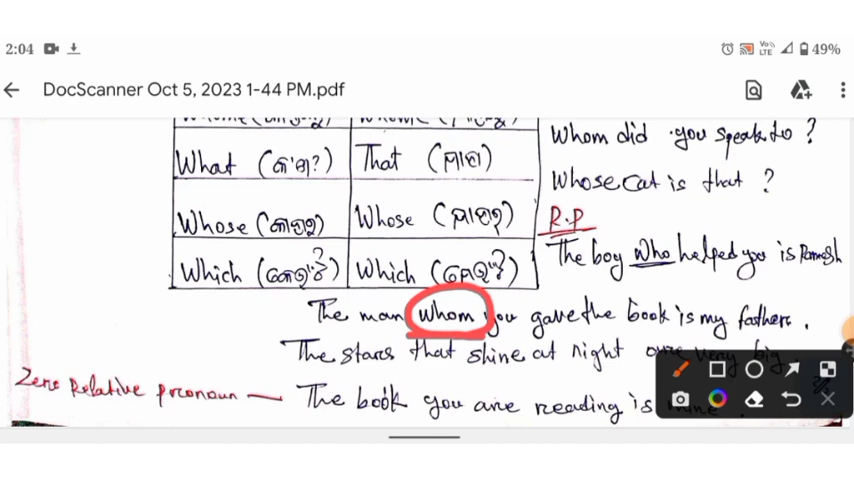 2:04
Vo))
LTE
49%
DocScanner Oct 5, 2023 1-44 PM.pdf
Whom did you speak to ?
What (କ'ଣ?) That (ଯାହା)
Whose cat is that ?
Whose (କାହାର) Whose (ଯାହାର)
R.P
The boy who helped you is Ramesh
Which (କେଉଁ?) Which (ଯେଉଁ)
The man whom you gave the book is my father.
The stars that shine at night are very big
Zero Relative pronoun — The book you are reading is mine.